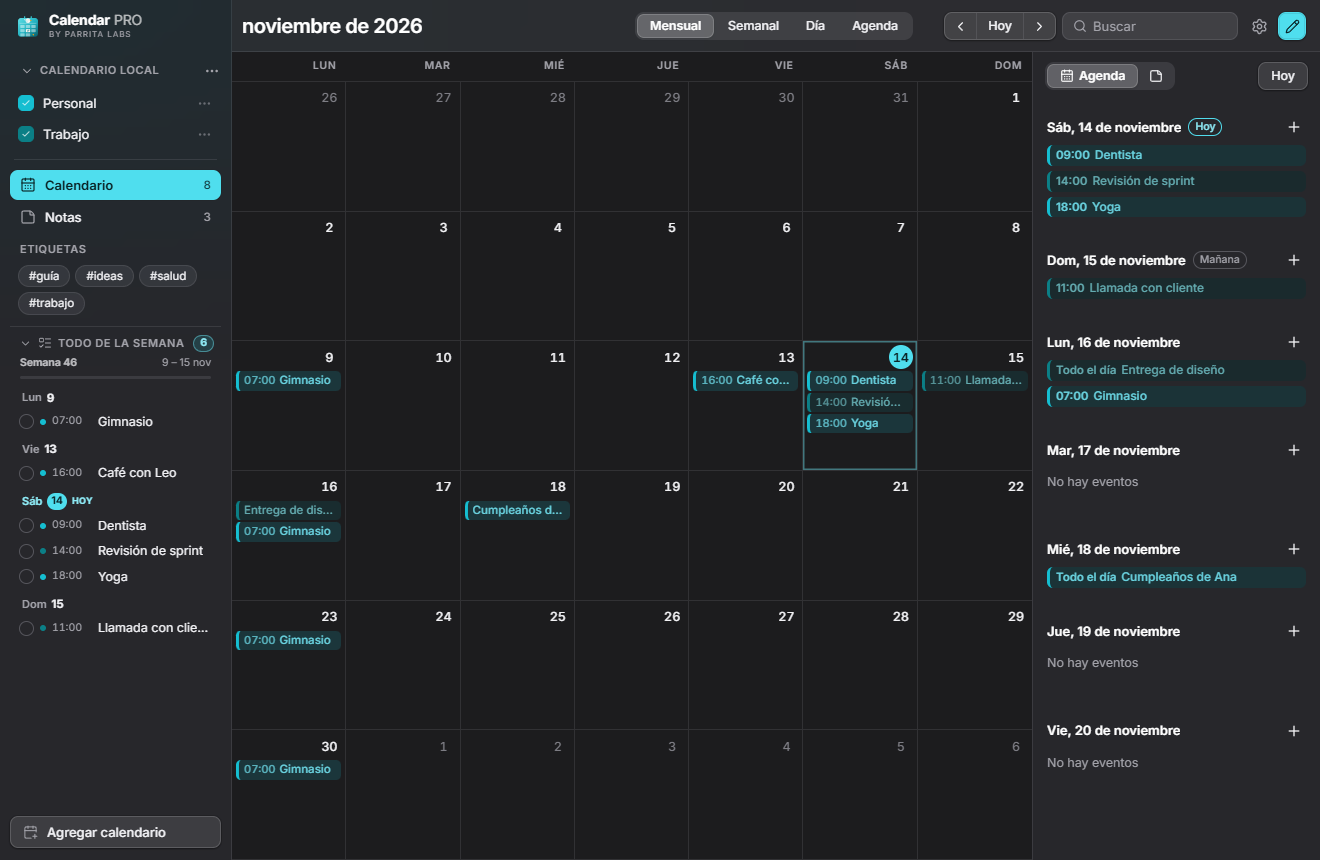 Calendar PRO
BY PARRITA LABS
CALENDARIO LOCAL
Personal
Trabajo
Calendario 8
Notas 3
ETIQUETAS
#guía #ideas #salud
#trabajo
TODO DE LA SEMANA 6
Semana 46 9 – 15 nov
Lun 9
07:00 Gimnasio
Vie 13
16:00 Café con Leo
Sáb 14 HOY
09:00 Dentista
14:00 Revisión de sprint
18:00 Yoga
Dom 15
11:00 Llamada con clie...
Agregar calendario
noviembre de 2026
Mensual Semanal Día Agenda
Hoy
Buscar
LUN MAR MIÉ JUE VIE SÁB DOM
26 27 28 29 30 31 1
2 3 4 5 6 7 8
9 10 11 12 13 14 15
07:00 Gimnasio 16:00 Café co... 09:00 Dentista 11:00 Llamada...
14:00 Revisió...
18:00 Yoga
16 17 18 19 20 21 22
Entrega de dis... Cumpleaños d...
07:00 Gimnasio
23 24 25 26 27 28 29
07:00 Gimnasio
30 1 2 3 4 5 6
07:00 Gimnasio
Agenda Hoy
Sáb, 14 de noviembre Hoy
09:00 Dentista
14:00 Revisión de sprint
18:00 Yoga
Dom, 15 de noviembre Mañana
11:00 Llamada con cliente
Lun, 16 de noviembre
Todo el día Entrega de diseño
07:00 Gimnasio
Mar, 17 de noviembre
No hay eventos
Mié, 18 de noviembre
Todo el día Cumpleaños de Ana
Jue, 19 de noviembre
No hay eventos
Vie, 20 de noviembre
No hay eventos